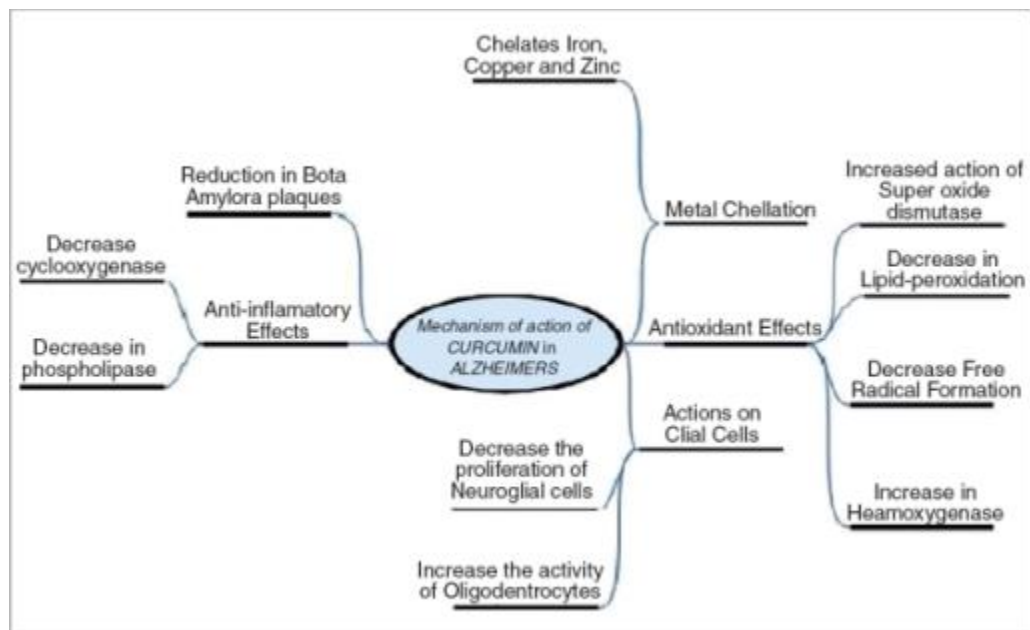 Chelates Iron,
Copper and Zinc
Reduction in Bota
Amylora plaques
Increased action of
Super oxide
dismutase
Metal Chellation
Decrease
cyclooxygenase
Decrease in
Lipid-peroxidation
Anti-inflamatory
Effects
Mechanism of action of
CURCUMIN in
ALZHEIMERS
Antioxidant Effects
Decrease in
phospholipase
Decrease Free
Radical Formation
Actions on
Clial Cells
Decrease the
proliferation of
Neuroglial cells
Increase in
Heamoxygenase
Increase the activity
of Oligodentrocytes